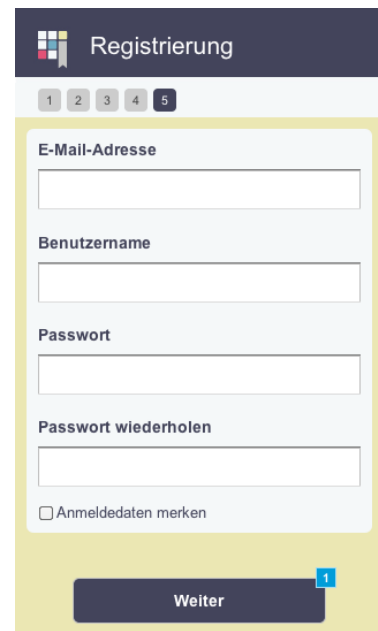 Registrierung
1 2 3 4 5
E-Mail-Adresse
Benutzername
Passwort
Passwort wiederholen
Anmeldedaten merken
1
Weiter